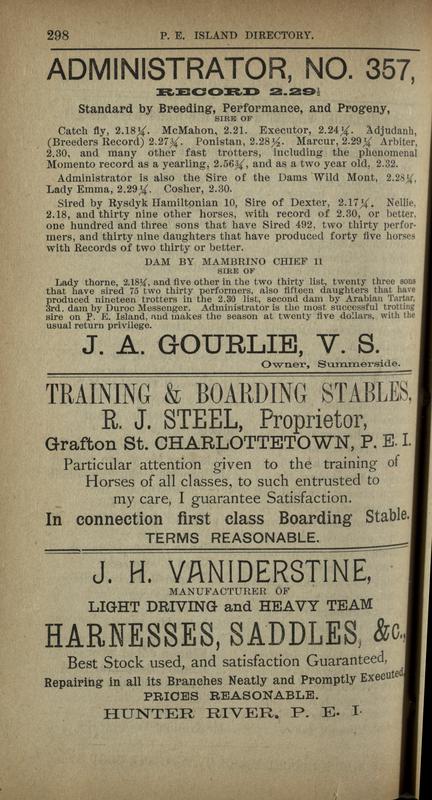 298 P. E. ISLAND DIRECTORY.
ADMINISTRATOR, NO. 357,
RECORD 2.29½
Standard by Breeding, Performance, and Progeny,
SIRE OF
Catch fly, 2.18¼. McMahon, 2.21. Executor, 2.24¼. Adjudanh,
(Breeders Record) 2.27¾. Ponistan, 2.28½. Marcur, 2.29¼ Arbiter,
2.30, and many other fast trotters, including the phenomenal
Momento record as a yearling, 2.56¾, and as a two year old, 2.32.
Administrator is also the Sire of the Dams Wild Mont, 2.28¼,
Lady Emma, 2.29¼. Cosher, 2.30.
Sired by Rysdyk Hamiltonian 10, Sire of Dexter, 2.17¼. Nellie,
2.18, and thirty nine other horses, with record of 2.30, or better,
one hundred and three sons that have Sired 492, two thirty perfor-
mers, and thirty nine daughters that have produced forty five horses
with Records of two thirty or better.
DAM BY MAMBRINO CHIEF 11
SIRE OF
Lady thorne, 2.18¼, and five other in the two thirty list, twenty three sons
that have sired 75 two thirty performers, also fifteen daughters that have
produced nineteen trotters in the 2.30 list, second dam by Arabian Tartar,
3rd. dam by Duroc Messenger. Administrator is the most successful trotting
sire on P. E. Island, and makes the season at twenty five dollars, with the
usual return privilege.
J. A. GOURLIE, V. S.
Owner, Summerside.
TRAINING & BOARDING STABLES,
R. J. STEEL, Proprietor,
Grafton St. CHARLOTTETOWN, P. E. I.
Particular attention given to the training of
Horses of all classes, to such entrusted to
my care, I guarantee Satisfaction.
In connection first class Boarding Stable.
TERMS REASONABLE.
J. H. VANIDERSTINE,
MANUFACTURER OF
LIGHT DRIVING and HEAVY TEAM
HARNESSES, SADDLES, &c.,
Best Stock used, and satisfaction Guaranteed,
Repairing in all its Branches Neatly and Promptly Executed,
PRICES REASONABLE.
HUNTER RIVER, P. E. I.